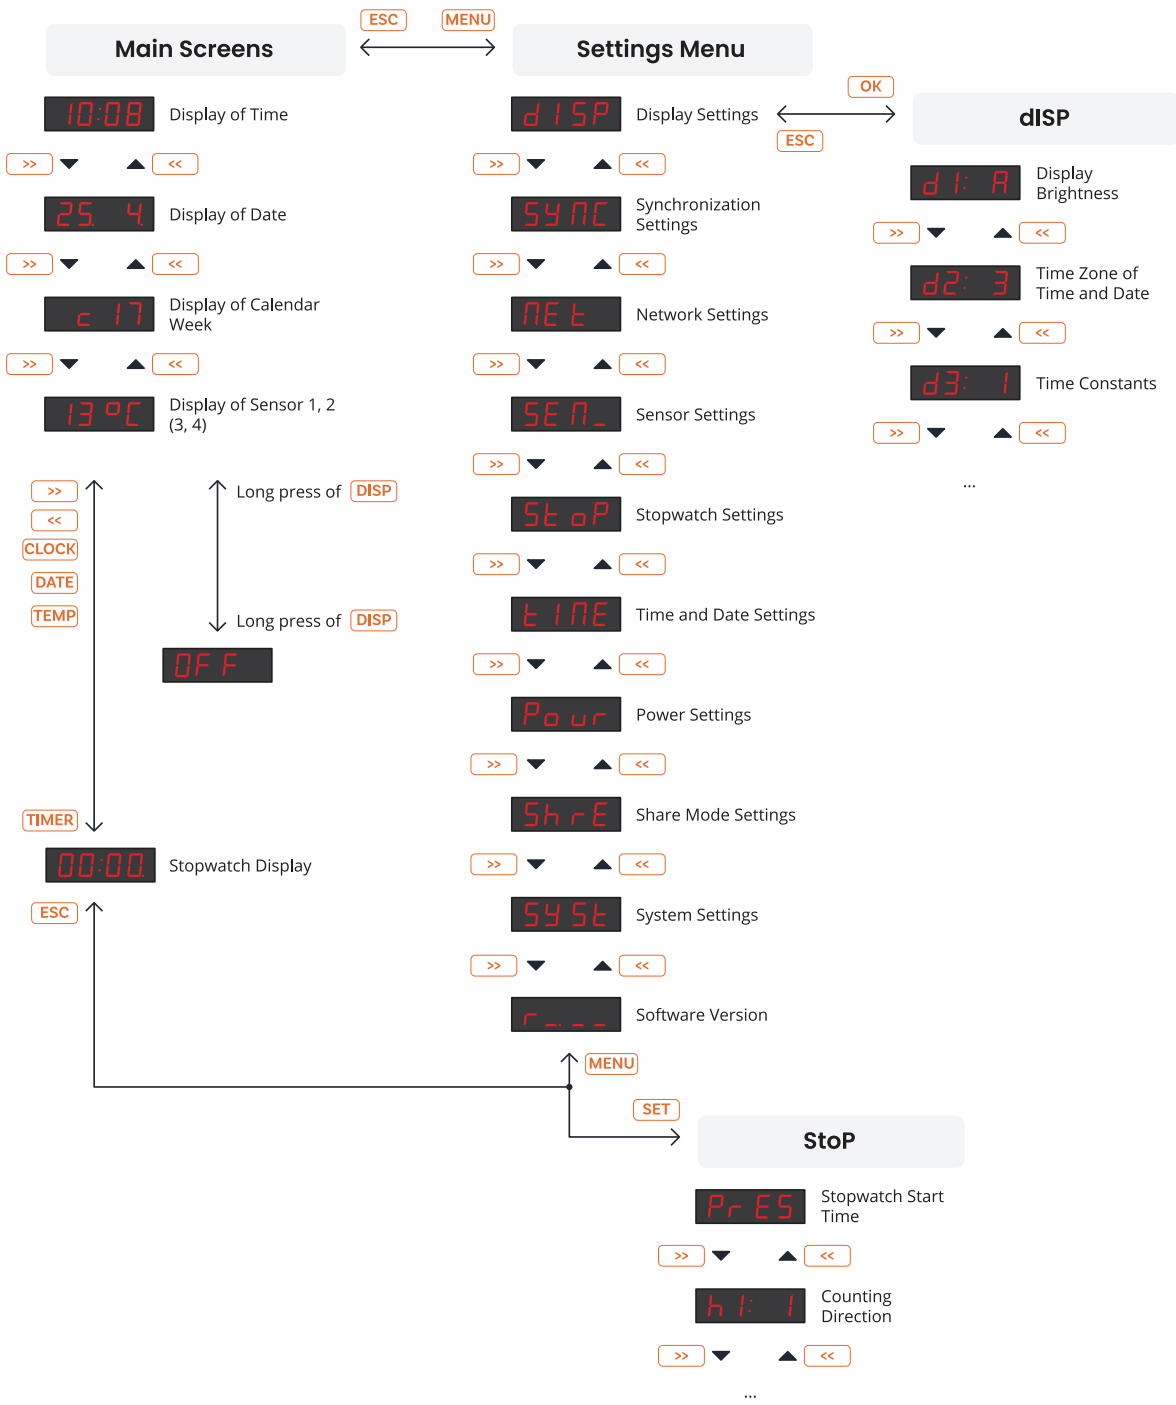 ESC
MENU
Main Screens
Settings Menu
OK
ESC
dISP
10:08
Display of Time
>>
<<
25. 4.
Display of Date
>>
<<
c 17
Display of Calendar
Week
>>
<<
13 °C
Display of Sensor 1, 2
(3, 4)
>>
<<
CLOCK
DATE
TEMP
Long press of DISP
Long press of DISP
OFF
TIMER
00:00.
Stopwatch Display
ESC
dISP
Display Settings
>>
<<
SYNC
Synchronization
Settings
>>
<<
NEt
Network Settings
>>
<<
SEN_
Sensor Settings
>>
<<
StoP
Stopwatch Settings
>>
<<
tIME
Time and Date Settings
>>
<<
Pour
Power Settings
>>
<<
ShrE
Share Mode Settings
>>
<<
SYSt
System Settings
>>
<<
r _._ _
Software Version
MENU
d1: A
Display
Brightness
>>
<<
d2: 3
Time Zone of
Time and Date
>>
<<
d3: 1
Time Constants
>>
<<
...
SET
StoP
PrES
Stopwatch Start
Time
>>
<<
h1: 1
Counting
Direction
>>
<<
...